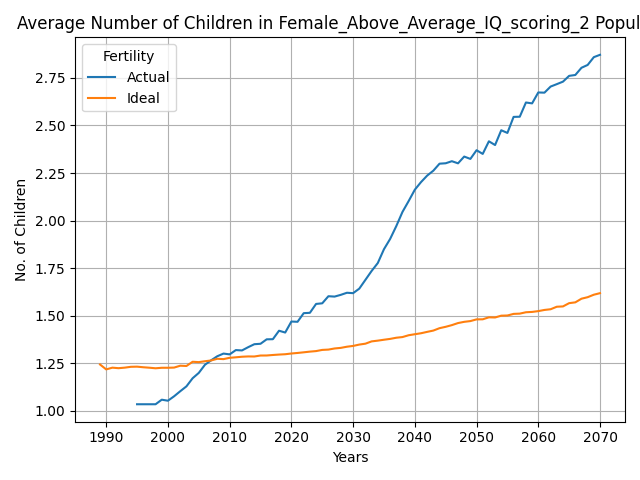 Average Number of Children in Female_Above_Average_IQ_scoring_2 Popul
Fertility
Actual
Ideal
No. of Children
2.75
2.50
2.25
2.00
1.75
1.50
1.25
1.00
1990 2000 2010 2020 2030 2040 2050 2060 2070
Years